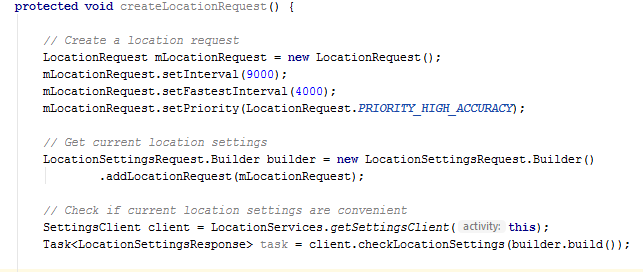 protected void createLocationRequest() {
// Create a location request
LocationRequest mLocationRequest = new LocationRequest();
mLocationRequest.setInterval(9000);
mLocationRequest.setFastestInterval(4000);
mLocationRequest.setPriority(LocationRequest.PRIORITY_HIGH_ACCURACY);
// Get current location settings
LocationSettingsRequest.Builder builder = new LocationSettingsRequest.Builder()
.addLocationRequest(mLocationRequest);
// Check if current location settings are convenient
SettingsClient client = LocationServices.getSettingsClient( activity: this);
Task<LocationSettingsResponse> task = client.checkLocationSettings(builder.build());